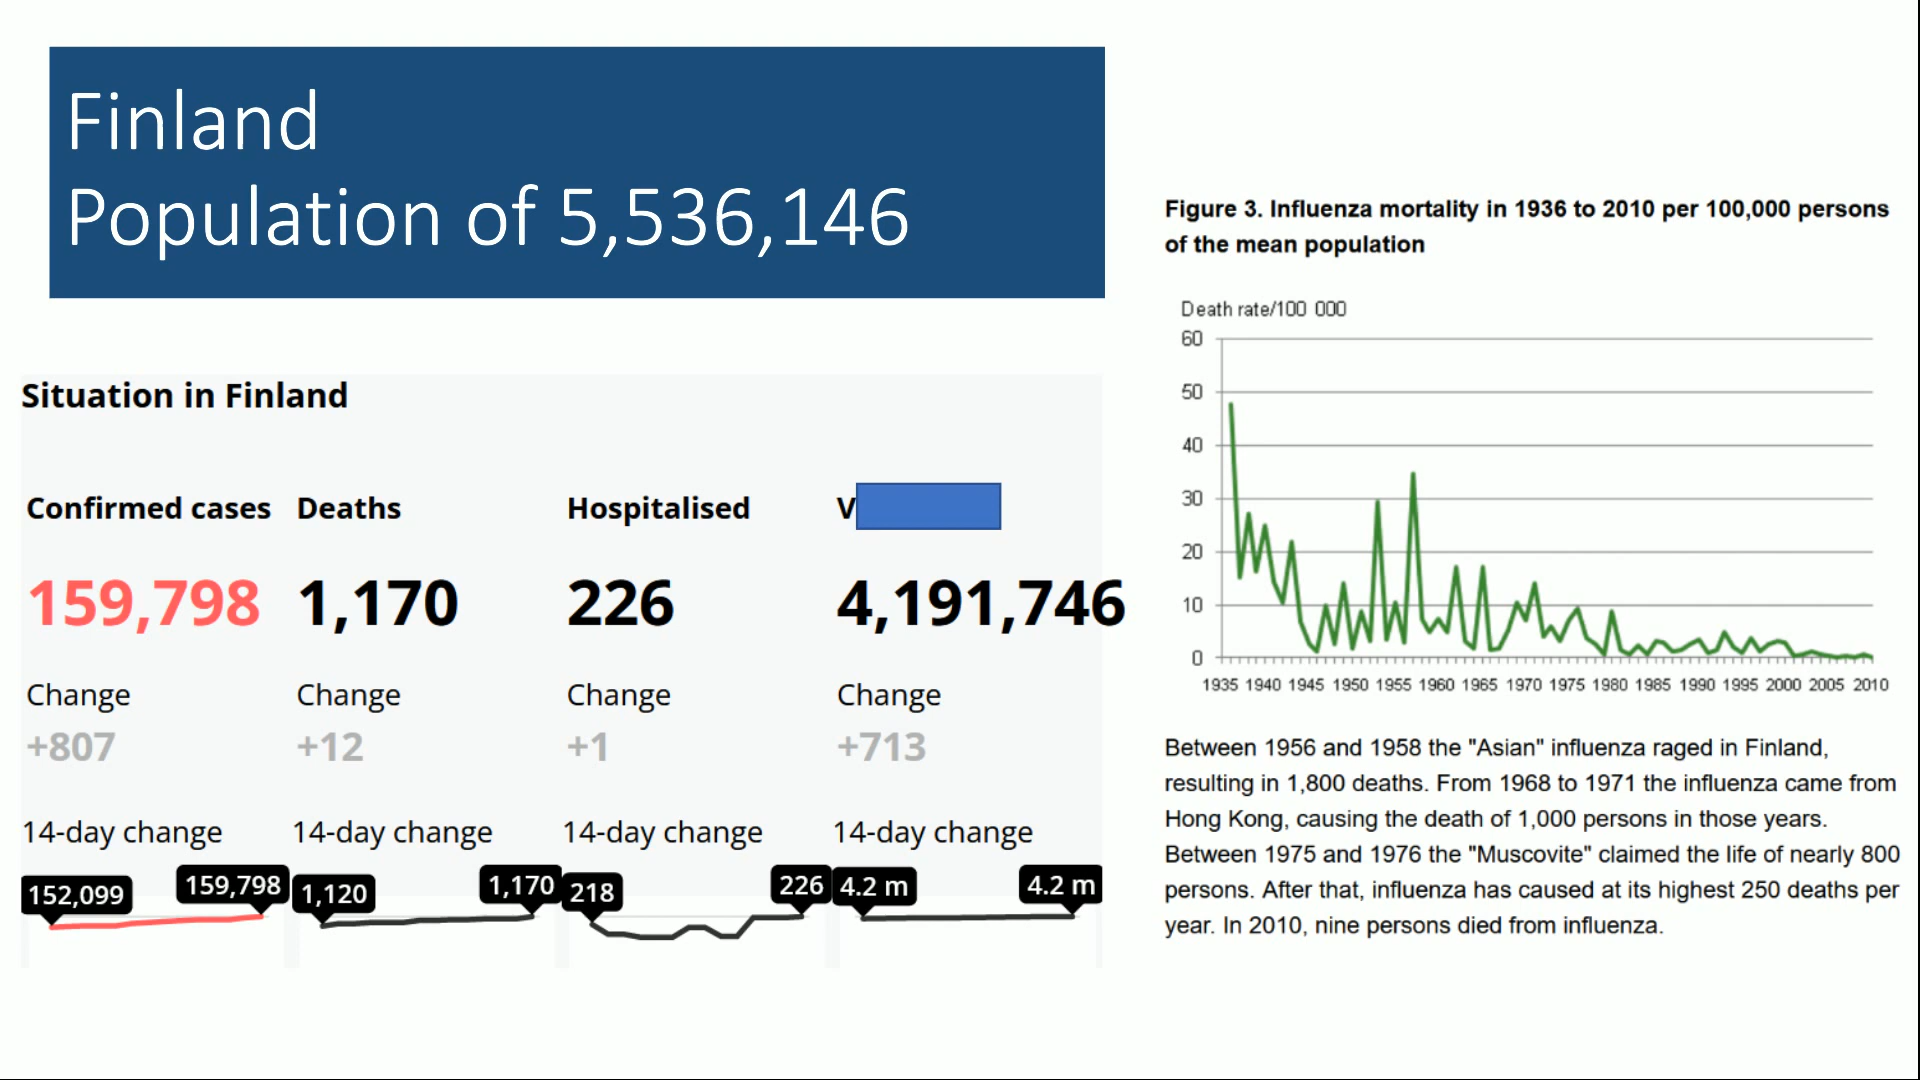 Finland
Population of 5,536,146
Situation in Finland
Confirmed cases
Deaths
Hospitalised
V
159,798
1,170
226
4,191,746
Change
Change
Change
Change
+807
+12
+1
+713
14-day change
14-day change
14-day change
14-day change
152,099
159,798
1,120
1,170
218
226
4.2 m
4.2 m
Figure 3. Influenza mortality in 1936 to 2010 per 100,000 persons
of the mean population
Death rate/100 000
60
50
40
30
20
10
0
1935 1940 1945 1950 1955 1960 1965 1970 1975 1980 1985 1990 1995 2000 2005 2010
Between 1956 and 1958 the "Asian" influenza raged in Finland,
resulting in 1,800 deaths. From 1968 to 1971 the influenza came from
Hong Kong, causing the death of 1,000 persons in those years.
Between 1975 and 1976 the "Muscovite" claimed the life of nearly 800
persons. After that, influenza has caused at its highest 250 deaths per
year. In 2010, nine persons died from influenza.